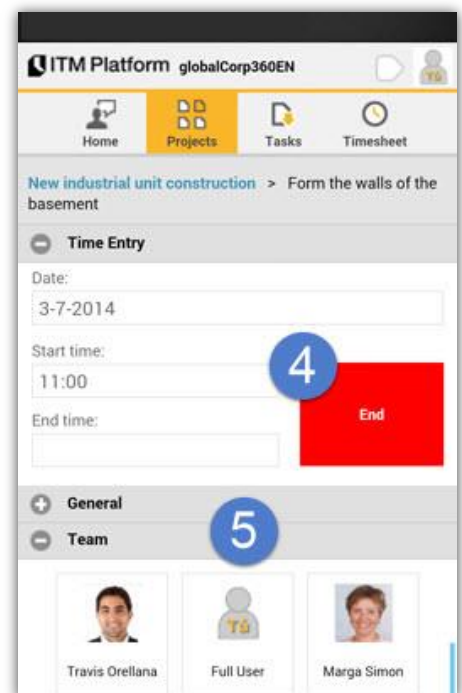 ITM Platform globalCorp360EN
Tú
Home Projects Tasks Timesheet
New industrial unit construction > Form the walls of the
basement
Time Entry
Date:
3-7-2014
Start time:
11:00
4
End
End time:
General
5
Team
Tú
Travis Orellana Full User Marga Simon